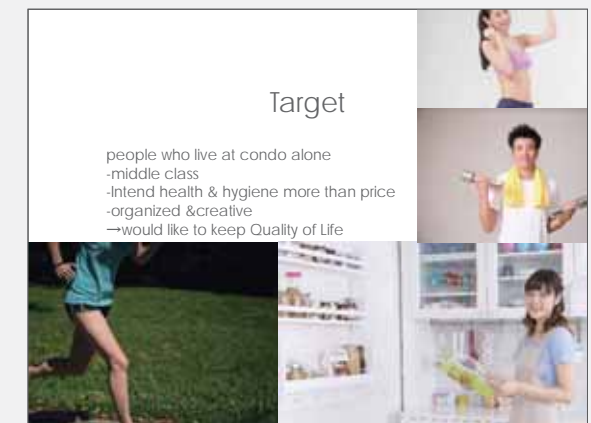 Target
people who live at condo alone
-middle class
-Intend health & hygiene more than price
-organized &creative
→would like to keep Quality of Life